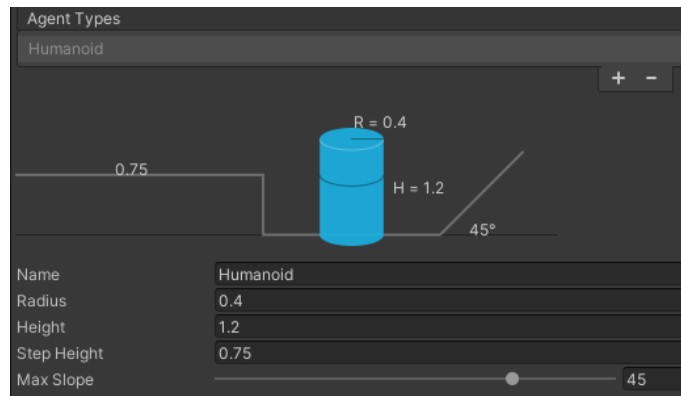 Agent Types
Humanoid
+ -
R = 0.4
0.75
H = 1.2
45°
Name Humanoid
Radius 0.4
Height 1.2
Step Height 0.75
Max Slope 45